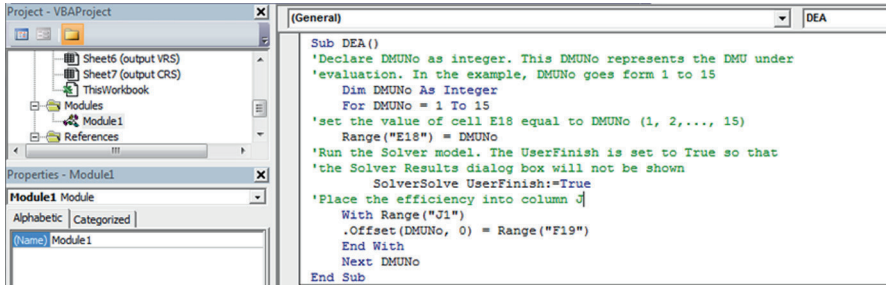 Project - VBAProject
Sheet6 (output VRS)
Sheet7 (output CRS)
ThisWorkbook
Modules
Module1
References
Properties - Module1
Module1 Module
Alphabetic Categorized
(Name) Module1
(General) DEA
Sub DEA()
'Declare DMUNo as integer. This DMUNo represents the DMU under
'evaluation. In the example, DMUNo goes form 1 to 15
Dim DMUNo As Integer
For DMUNo = 1 To 15
'set the value of cell E18 equal to DMUNo (1, 2,..., 15)
Range("E18") = DMUNo
'Run the Solver model. The UserFinish is set to True so that
'the Solver Results dialog box will not be shown
SolverSolve UserFinish:=True
'Place the efficiency into column J
With Range("J1")
.Offset(DMUNo, 0) = Range("F19")
End With
Next DMUNo
End Sub